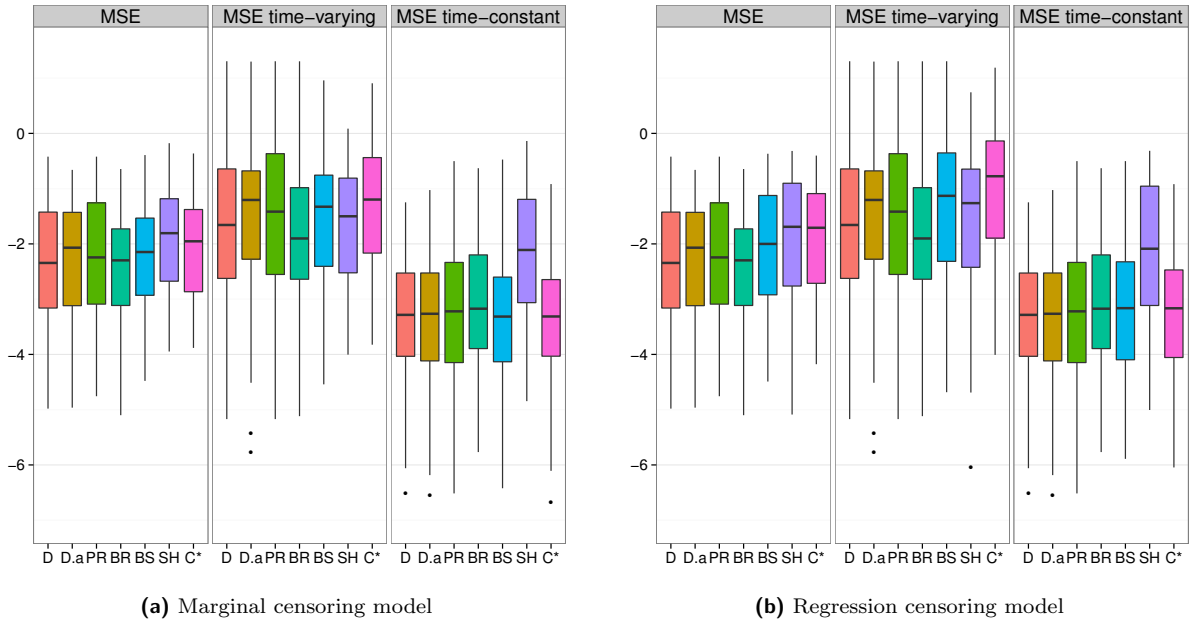 MSE MSE time−varying MSE time−constant
0
−2
−4
−6
D D.a PR BR BS SH C* D D.a PR BR BS SH C* D D.a PR BR BS SH C*
(a) Marginal censoring model
MSE MSE time−varying MSE time−constant
0
−2
−4
−6
D D.a PR BR BS SH C* D D.a PR BR BS SH C* D D.a PR BR BS SH C*
(b) Regression censoring model